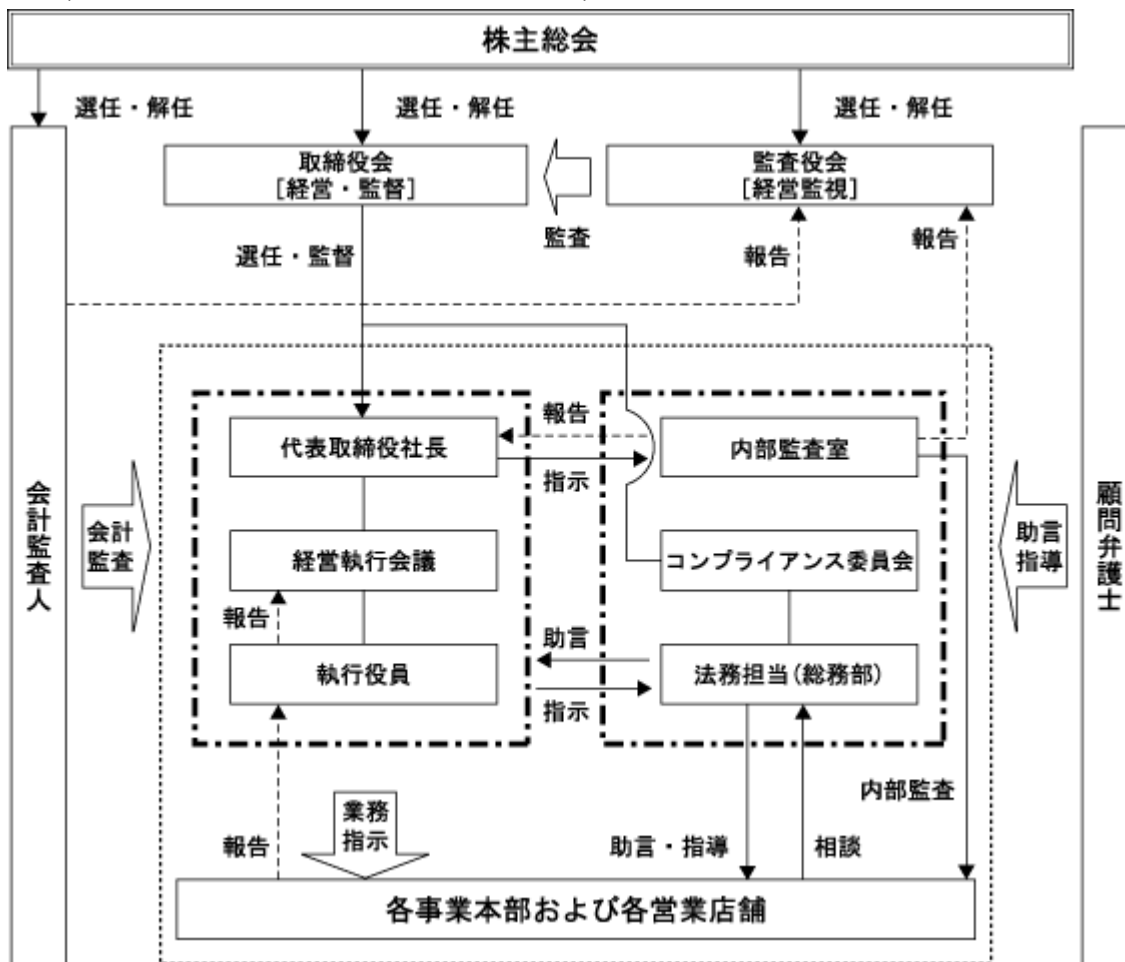 株主総会
選任・解任
選任・解任
選任・解任
取締役会
[経営・監督]
監査役会
[経営監視]
監査
選任・監督
報告
報告
代表取締役社長
報告
指示
内部監査室
会計監査人
会計
監査
経営執行会議
コンプライアンス委員会
助言
指導
顧問弁護士
報告
執行役員
助言
指示
法務担当(総務部)
内部監査
報告
業務
指示
助言・指導
相談
各事業本部および各営業店舗